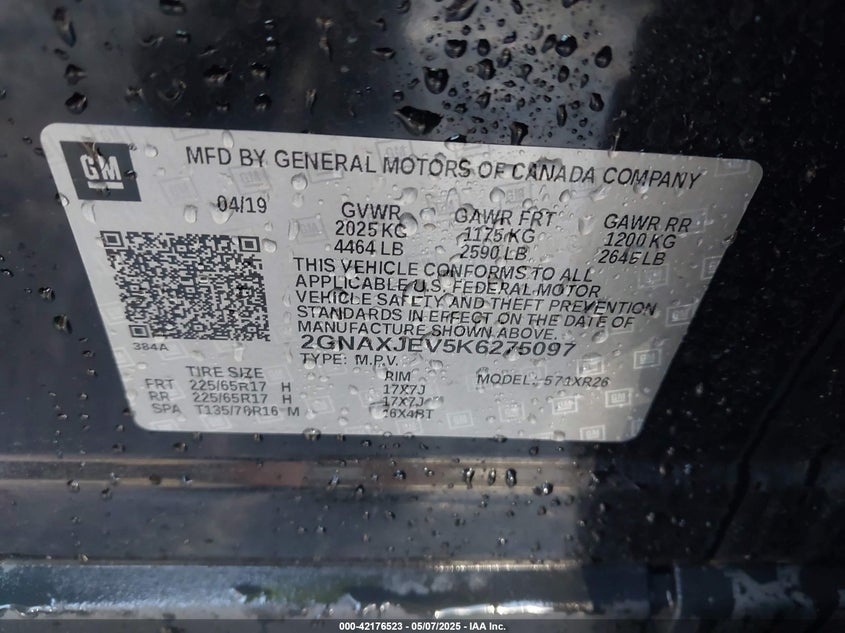 GM
MFD BY GENERAL MOTORS OF CANADA COMPANY
04/19
GVWR
2025 KG
4464 LB
GAWR FRT
1175 KG
2590 LB
GAWR RR
1200 KG
2645 LB
THIS VEHICLE CONFORMS TO ALL
APPLICABLE U.S. FEDERAL MOTOR
VEHICLE SAFETY AND THEFT PREVENTION
STANDARDS IN EFFECT ON THE DATE OF
MANUFACTURE SHOWN ABOVE.
2GNAXJEV5K6275097
TYPE: M.P.V.
384A
TIRE SIZE RIM MODEL: 571XR26
FRT 225/65R17 H 17X7J
RR 225/65R17 H 17X7J
SPA T135/70R16 M 16X4BT
000-42176523 - 05/07/2025 - IAA Inc.